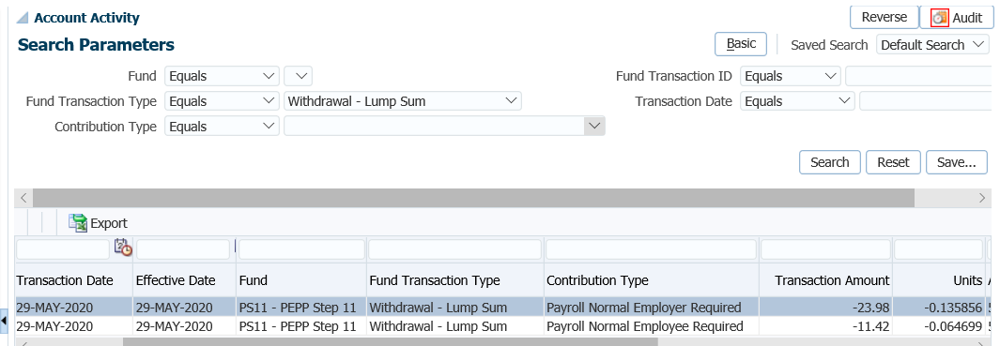 Account Activity Reverse Audit
Search Parameters Basic Saved Search Default Search
Fund Equals Fund Transaction ID Equals
Fund Transaction Type Equals Withdrawal - Lump Sum Transaction Date Equals
Contribution Type Equals
Search Reset Save...
Export
Transaction Date Effective Date Fund Fund Transaction Type Contribution Type Transaction Amount Units
29-MAY-2020 29-MAY-2020 PS11 - PEPP Step 11 Withdrawal - Lump Sum Payroll Normal Employer Required -23.98 -0.135856
29-MAY-2020 29-MAY-2020 PS11 - PEPP Step 11 Withdrawal - Lump Sum Payroll Normal Employee Required -11.42 -0.064699